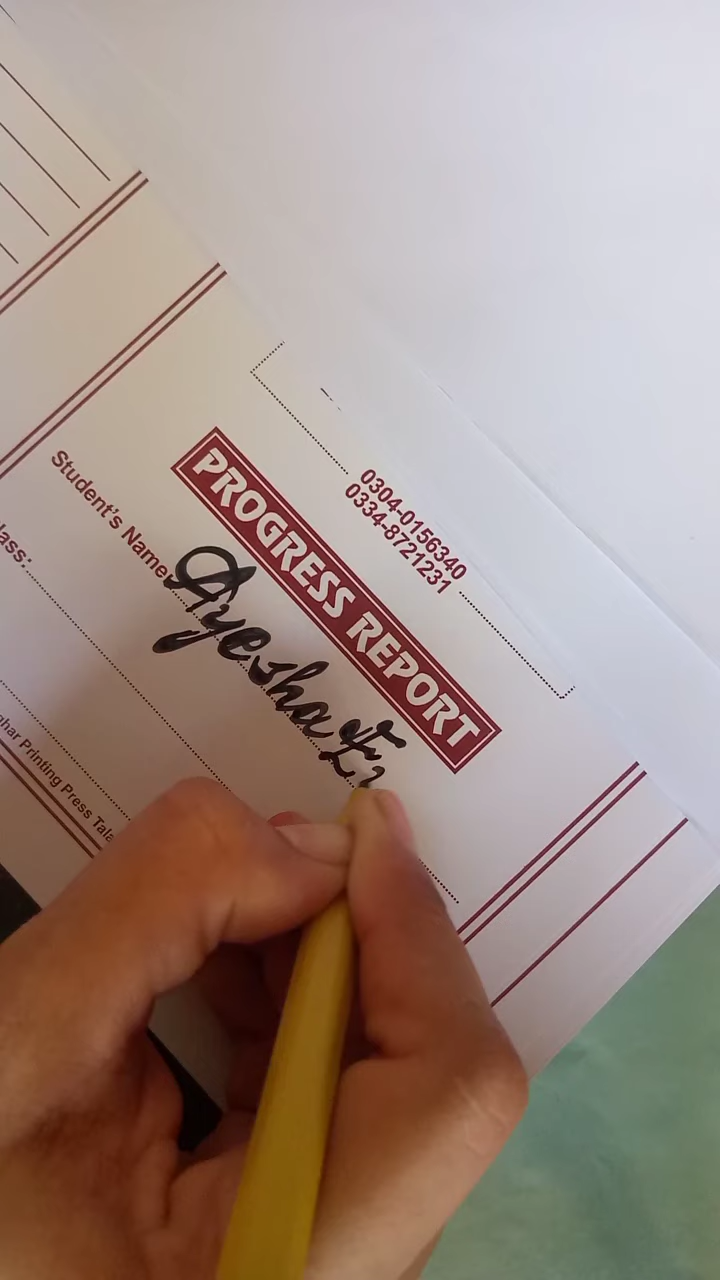 0304-0156340
0334-8721231
PROGRESS REPORT
Student's Name: Ayesha
Printing Press